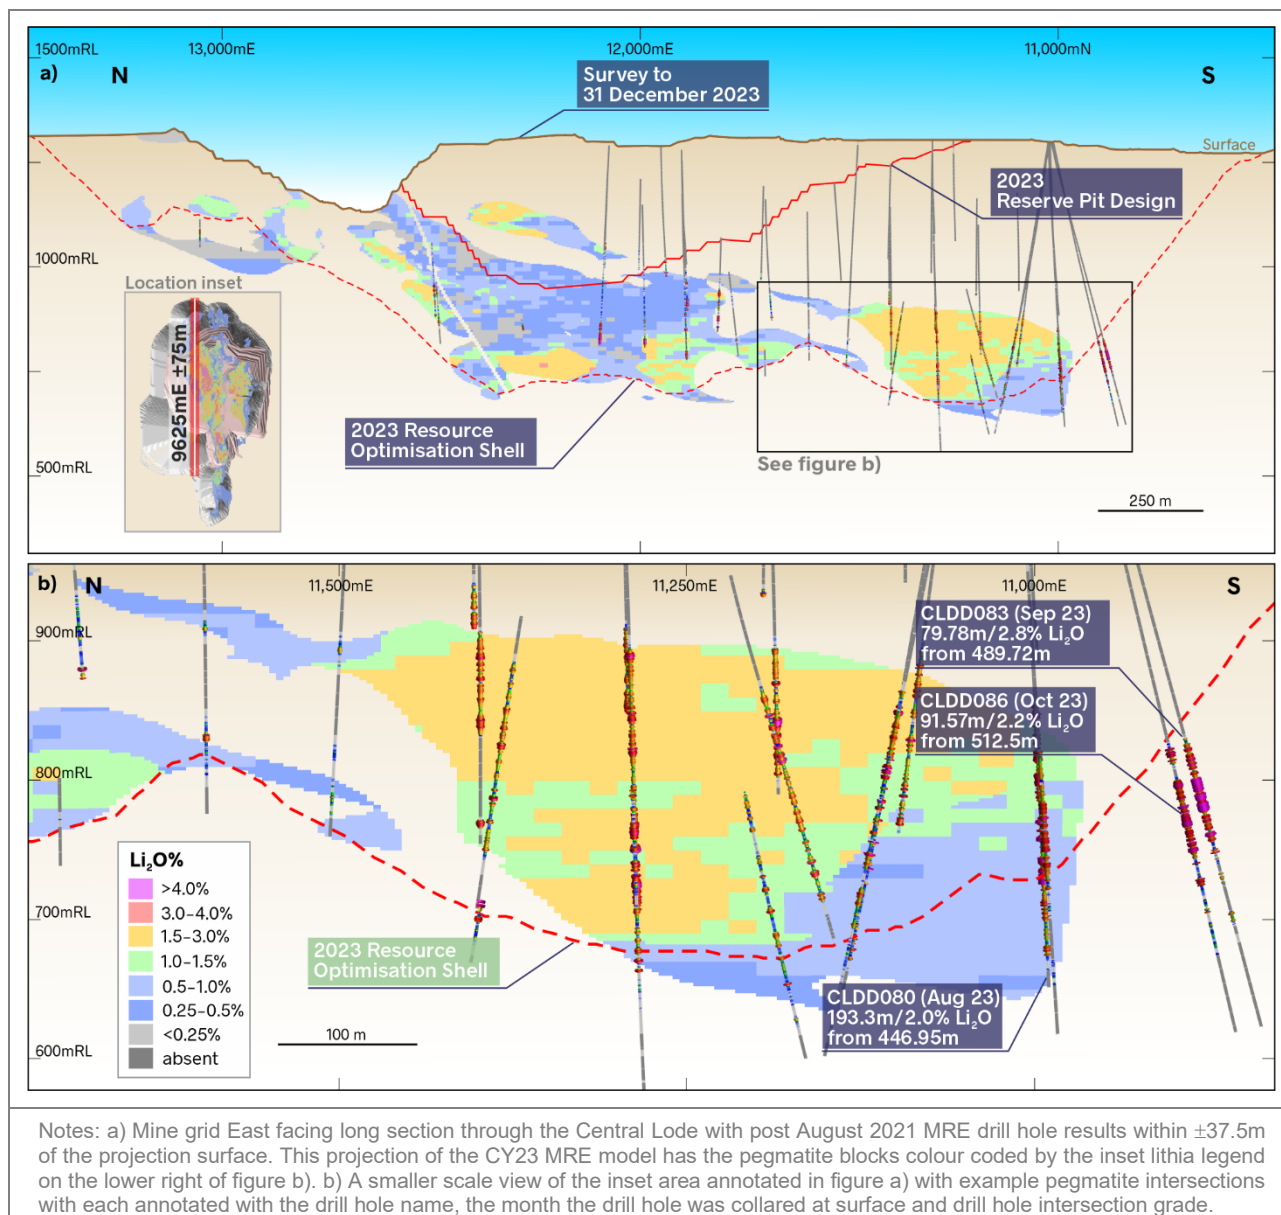 1500mRL
13,000mE
12,000mE
11,000mN
a)
N
S
Survey to
31 December 2023
Surface
2023
Reserve Pit Design
1000mRL
Location inset
9625mE ±75m
2023 Resource
Optimisation Shell
See figure b)
500mRL
250 m
b)
N
11,500mE
11,250mE
11,000mE
S
900mRL
CLDD083 (Sep 23)
79.78m/2.8% Li₂O
from 489.72m
CLDD086 (Oct 23)
91.57m/2.2% Li₂O
from 512.5m
800mRL
Li₂O%
>4.0%
3.0–4.0%
1.5–3.0%
1.0–1.5%
0.5–1.0%
0.25–0.5%
<0.25%
absent
700mRL
2023 Resource
Optimisation Shell
CLDD080 (Aug 23)
193.3m/2.0% Li₂O
from 446.95m
100 m
600mRL
Notes: a) Mine grid East facing long section through the Central Lode with post August 2021 MRE drill hole results within ±37.5m
of the projection surface. This projection of the CY23 MRE model has the pegmatite blocks colour coded by the inset lithia legend
on the lower right of figure b). b) A smaller scale view of the inset area annotated in figure a) with example pegmatite intersections
with each annotated with the drill hole name, the month the drill hole was collared at surface and drill hole intersection grade.